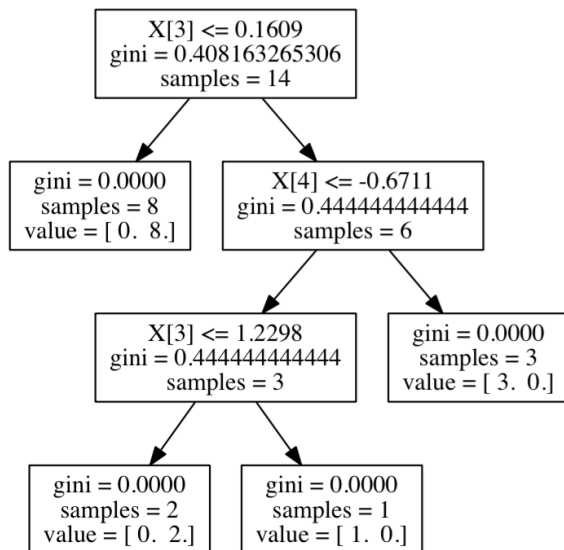 X[3] <= 0.1609
gini = 0.408163265306
samples = 14
gini = 0.0000
samples = 8
value = [ 0. 8.]
X[4] <= -0.6711
gini = 0.444444444444
samples = 6
X[3] <= 1.2298
gini = 0.444444444444
samples = 3
gini = 0.0000
samples = 3
value = [ 3. 0.]
gini = 0.0000
samples = 2
value = [ 0. 2.]
gini = 0.0000
samples = 1
value = [ 1. 0.]